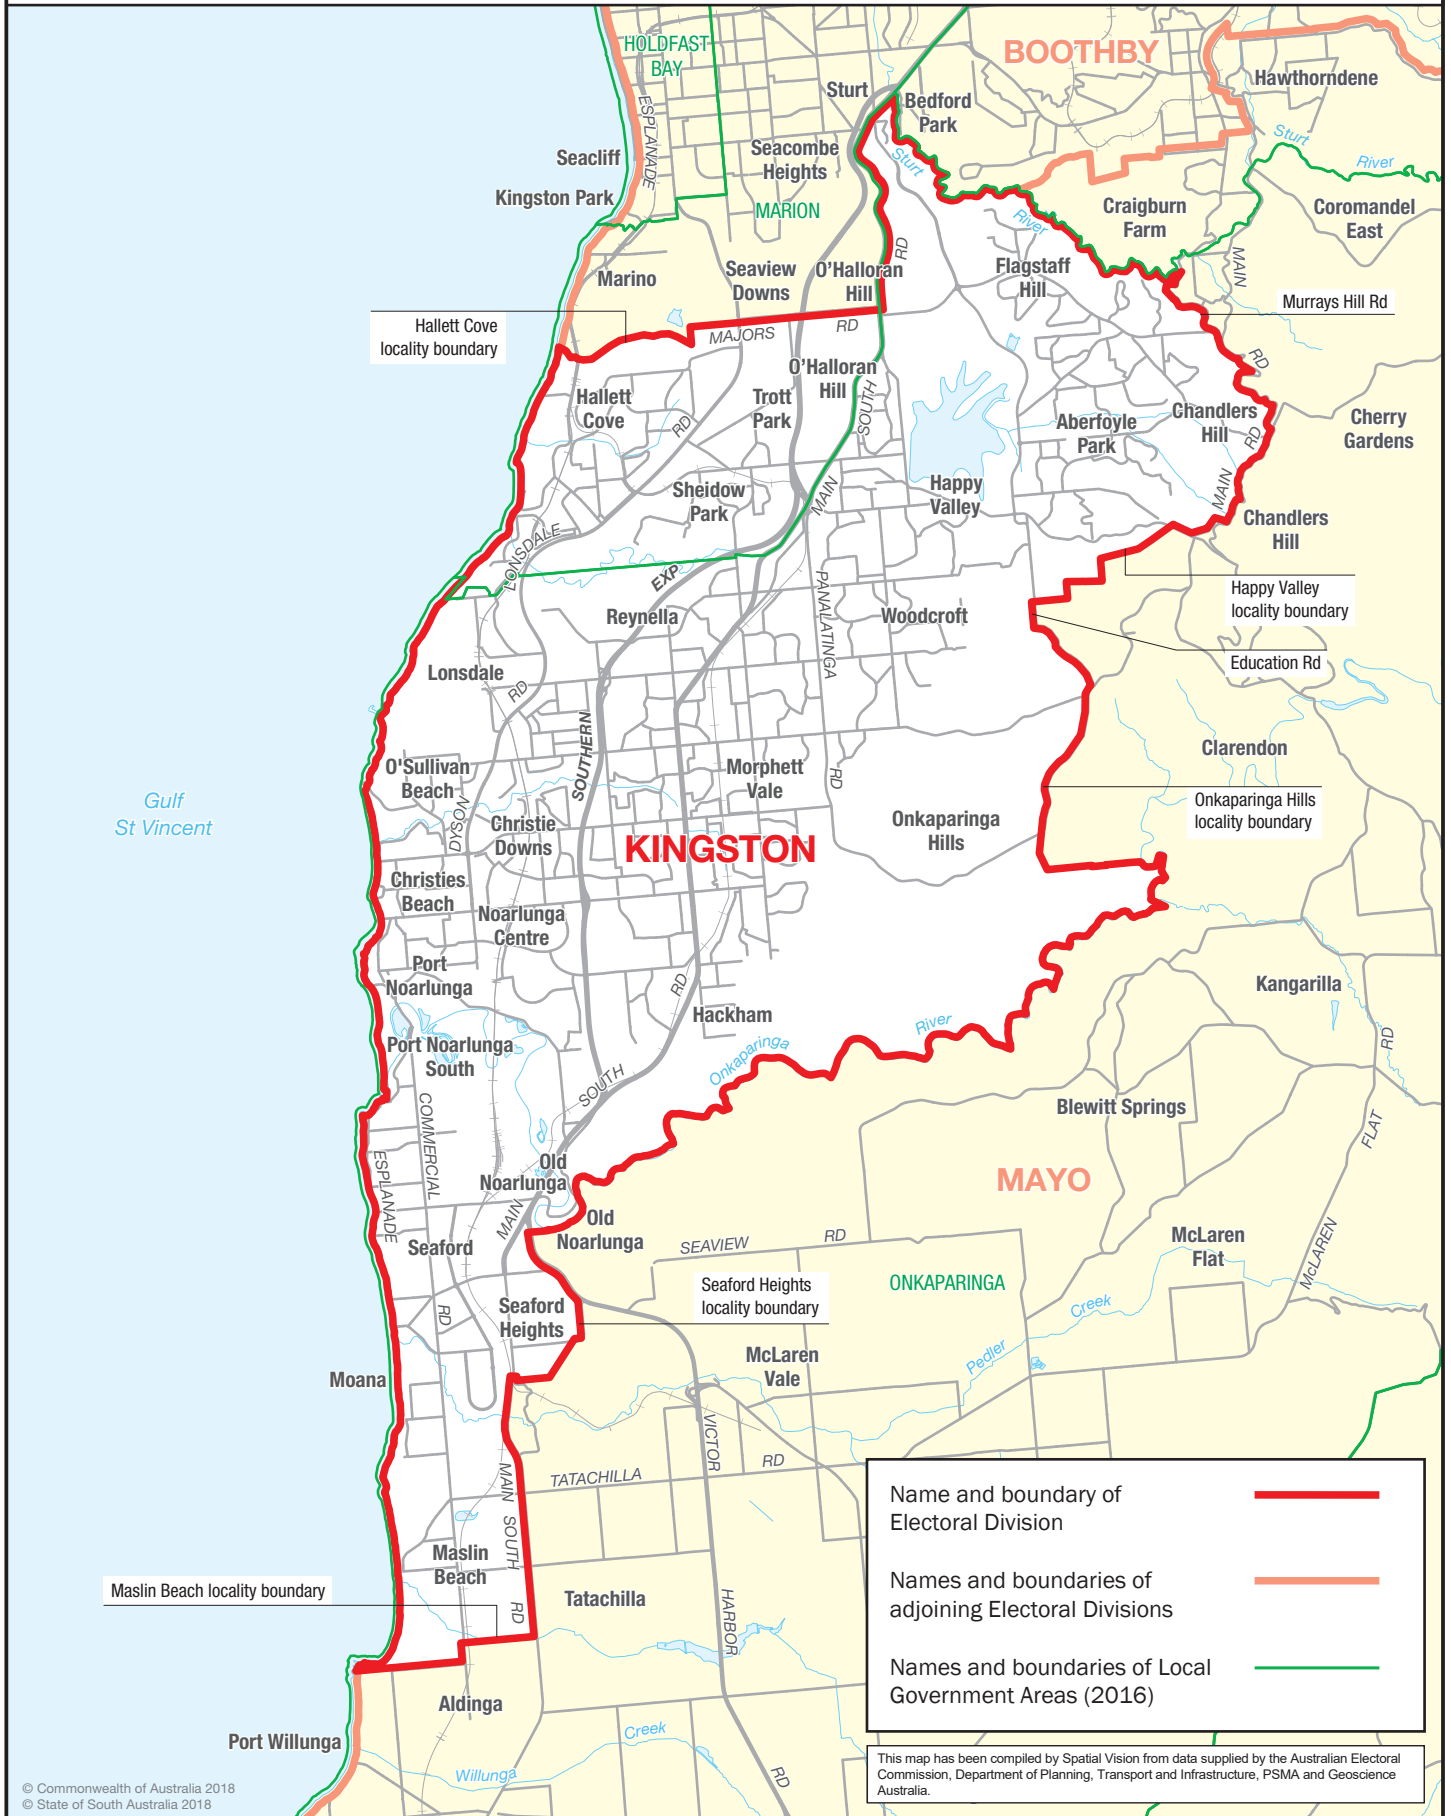 HOLDFAST
BAY
BOOTHBY
Hawthorndene
Sturt
Bedford
Park
ESPLANADE
Seacombe
Heights
Sturt
Sturt
River
Seacliff
Kingston Park
MARION
Craigburn
Farm
Coromandel
East
River
RD
MAIN
Marino
Seaview
Downs
O'Halloran
Hill
Flagstaff
Hill
Murrays Hill Rd
Hallett Cove
locality boundary
MAJORS
RD
RD
O'Halloran
Hill
Hallett
Cove
Trott
Park
SOUTH
RD
Aberfoyle
Park
Chandlers
Hill
RD
Cherry
Gardens
Sheidow
Park
MAIN
Happy
Valley
MAIN
Chandlers
Hill
LONSDALE
EXP
PANALATINGA
Happy Valley
locality boundary
Reynella
Woodcroft
Education Rd
Lonsdale
RD
SOUTHERN
Clarendon
O'Sullivan
Beach
Morphett
Vale
RD
Gulf
St Vincent
Onkaparinga Hills
locality boundary
DYSON
Christie
Downs
KINGSTON
Onkaparinga
Hills
Christies
Beach
Noarlunga
Centre
Port
Noarlunga
RD
Kangarilla
Hackham
River
RD
Port Noarlunga
South
Onkaparinga
SOUTH
COMMERCIAL
Blewitt Springs
FLAT
ESPLANADE
Old
Noarlunga
MAYO
MAIN
Old
Noarlunga
SEAVIEW
RD
McLaren
Flat
McLAREN
Seaford
Seaford Heights
locality boundary
ONKAPARINGA
Creek
RD
Seaford
Heights
Pedler
Moana
McLaren
Vale
VICTOR
RD
MAIN
TATACHILLA
SOUTH
Name and boundary of
Electoral Division
Maslin
Beach
Maslin Beach locality boundary
RD
Tatachilla
HARBOR
Names and boundaries of
adjoining Electoral Divisions
Names and boundaries of Local
Government Areas (2016)
Aldinga
Port Willunga
Creek
Willunga
RD
This map has been compiled by Spatial Vision from data supplied by the Australian Electoral
Commission, Department of Planning, Transport and Infrastructure, PSMA and Geoscience
Australia.
© Commonwealth of Australia 2018
© State of South Australia 2018